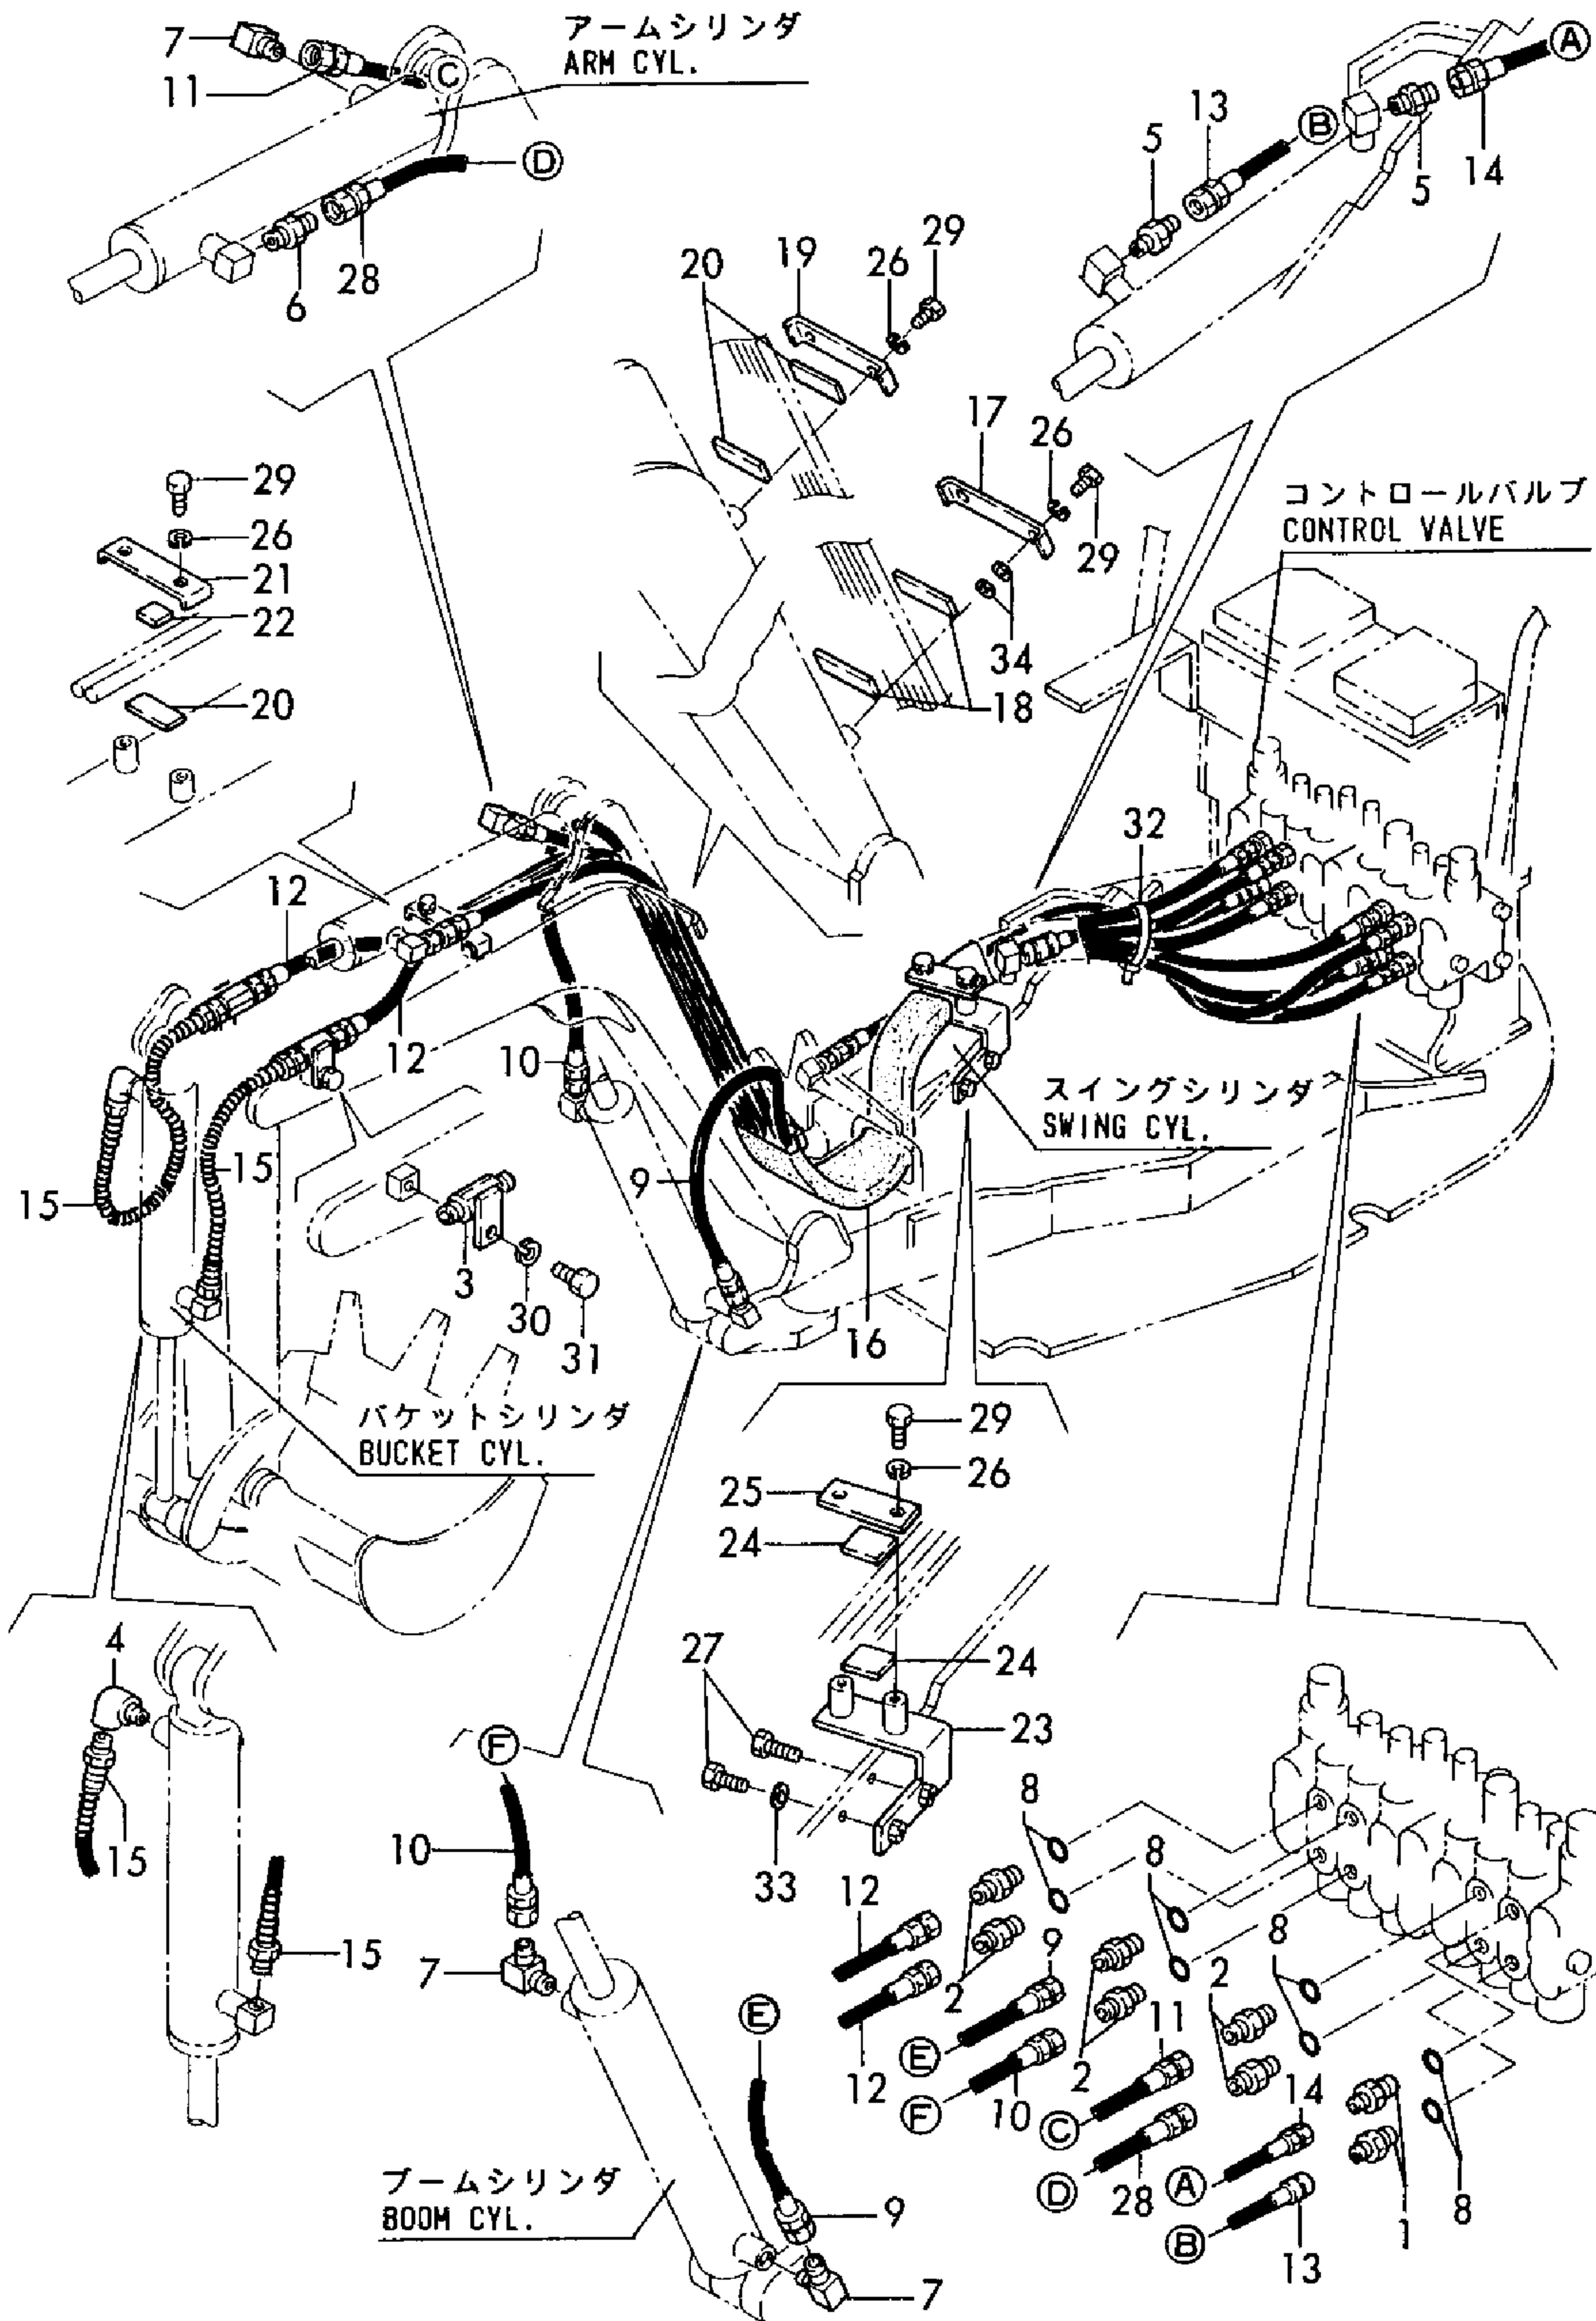 7
アームシリンダ
ARM CYL.
11
C
D
6
28
A
13
B
5
5
14
20
19
26
29
17
26
29
34
18
29
26
21
22
20
コントロールバルブ
CONTROL VALVE
32
12
12
10
スイングシリンダ
SWING CYL.
9
15
15
3
30
31
16
バケットシリンダ
BUCKET CYL.
29
26
25
24
24
27
23
33
4
15
15
F
10
7
E
9
7
ブームシリンダ
BOOM CYL.
8
8
8
8
12
12
2
9
E
F
10
2
11
C
D
28
2
14
A
B
13
1